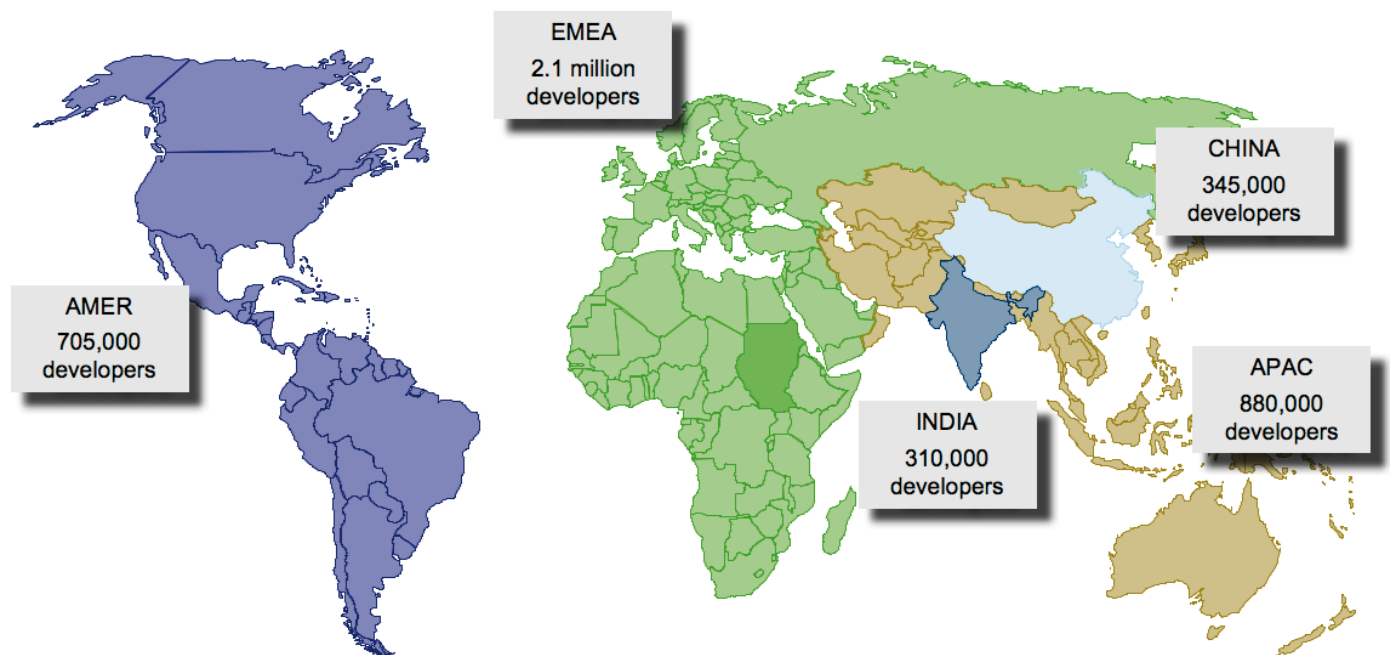 EMEA
2.1 million
developers
CHINA
345,000
developers
AMER
705,000
developers
APAC
880,000
developers
INDIA
310,000
developers